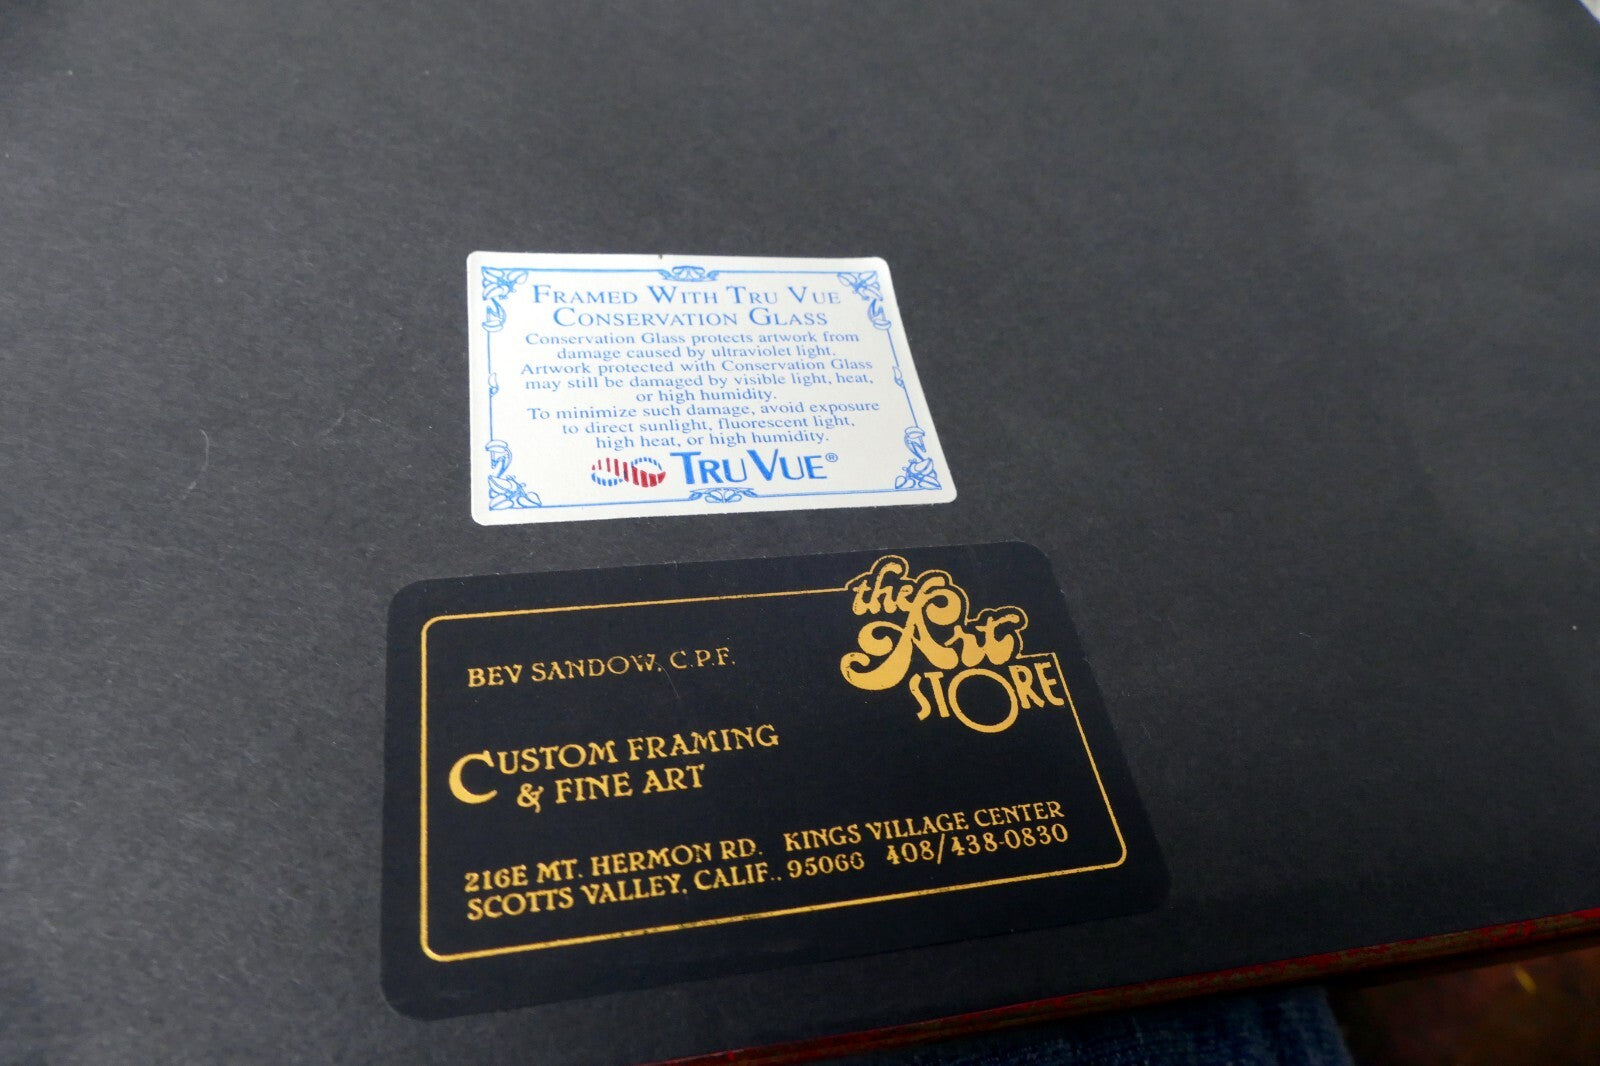 FRAMED WITH TRU VUE
CONSERVATION GLASS
Conservation Glass protects artwork from
damage caused by ultraviolet light.
Artwork protected with Conservation Glass
may still be damaged by visible light, heat,
or high humidity.
To minimize such damage, avoid exposure
to direct sunlight, fluorescent light,
high heat, or high humidity.
TRU VUE®
the
Art
STORE
BEV SANDOW, C.P.F.
CUSTOM FRAMING
& FINE ART
216E MT. HERMON RD. KINGS VILLAGE CENTER
SCOTTS VALLEY, CALIF., 95066 408/438-0830